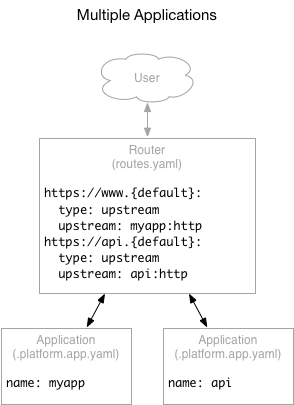 Multiple Applications
User
Router
(routes.yaml)
https://www.{default}:
  type: upstream
  upstream: myapp:http
https://api.{default}:
  type: upstream
  upstream: api:http
Application
(.platform.app.yaml)
name: myapp
Application
(.platform.app.yaml)
name: api